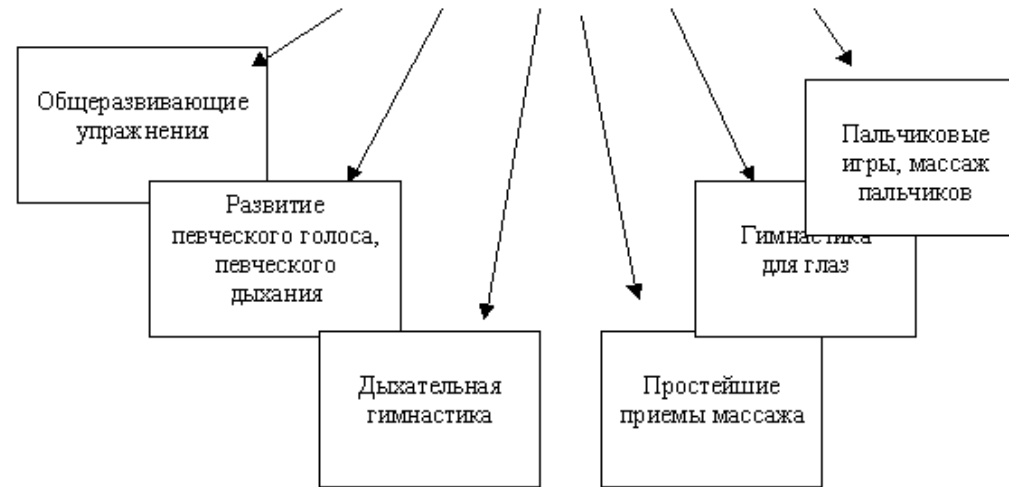 Общеразвивающие
упражнения
Развитие
певческого голоса,
певческого
дыхания
Дыхательная
гимнастика
Простейшие
приемы массажа
Гимнастика
для глаз
Пальчиковые
игры, массаж
пальчиков